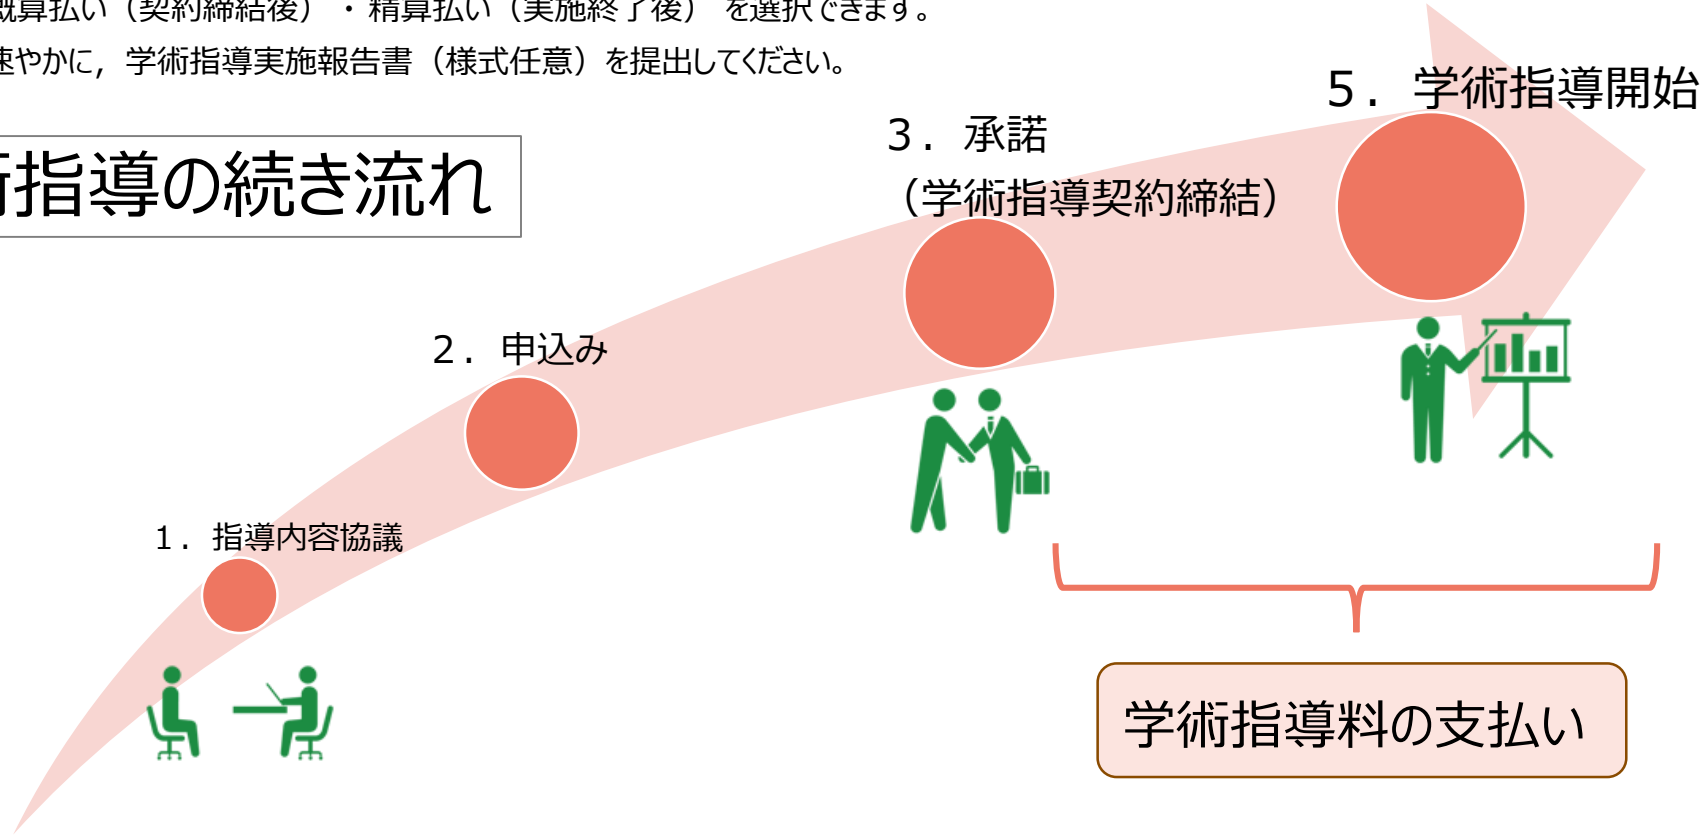 概算払い（契約締結後）・精算払い（実施終了後）を選択できます。
速やかに，学術指導実施報告書（様式任意）を提出してください。
術指導の続き流れ
５．学術指導開始
３．承諾
（学術指導契約締結）
２．申込み
１．指導内容協議
学術指導料の支払い